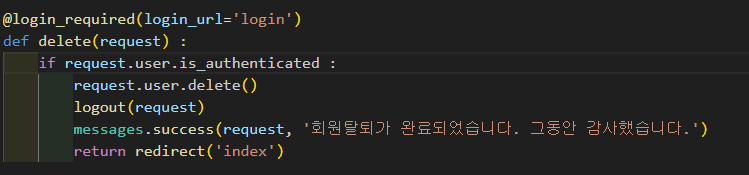 @login_required(login_url='login')
def delete(request) :
    if request.user.is_authenticated :
        request.user.delete()
        logout(request)
        messages.success(request, '회원탈퇴가 완료되었습니다. 그동안 감사했습니다.')
        return redirect('index')